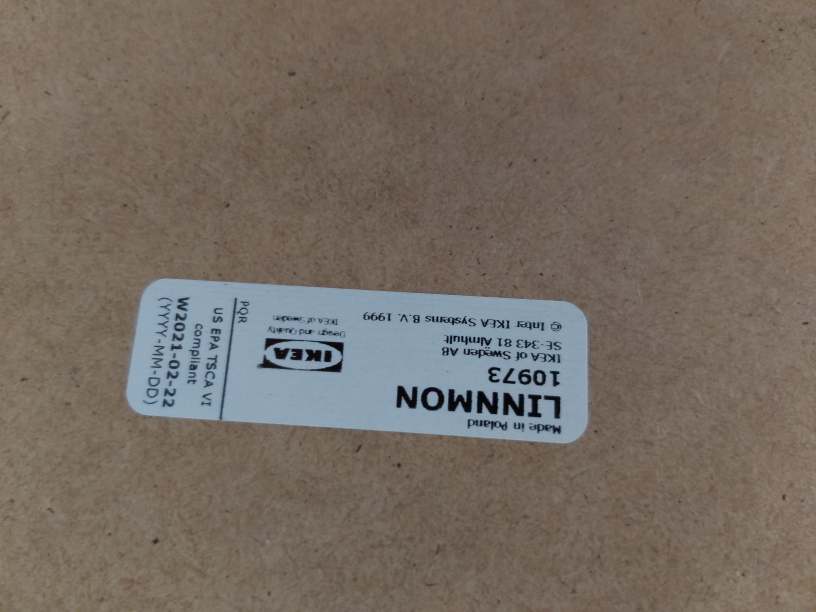 Made in Poland
LINNMON
10973
IKEA of Sweden AB
SE-343 81 Älmhult
© Inter IKEA Systems B.V. 1999
IKEA
Design and Quality
IKEA of Sweden
PQR
US EPA TSCA VI
compliant
W2021-02-22
(YYYY-MM-DD)